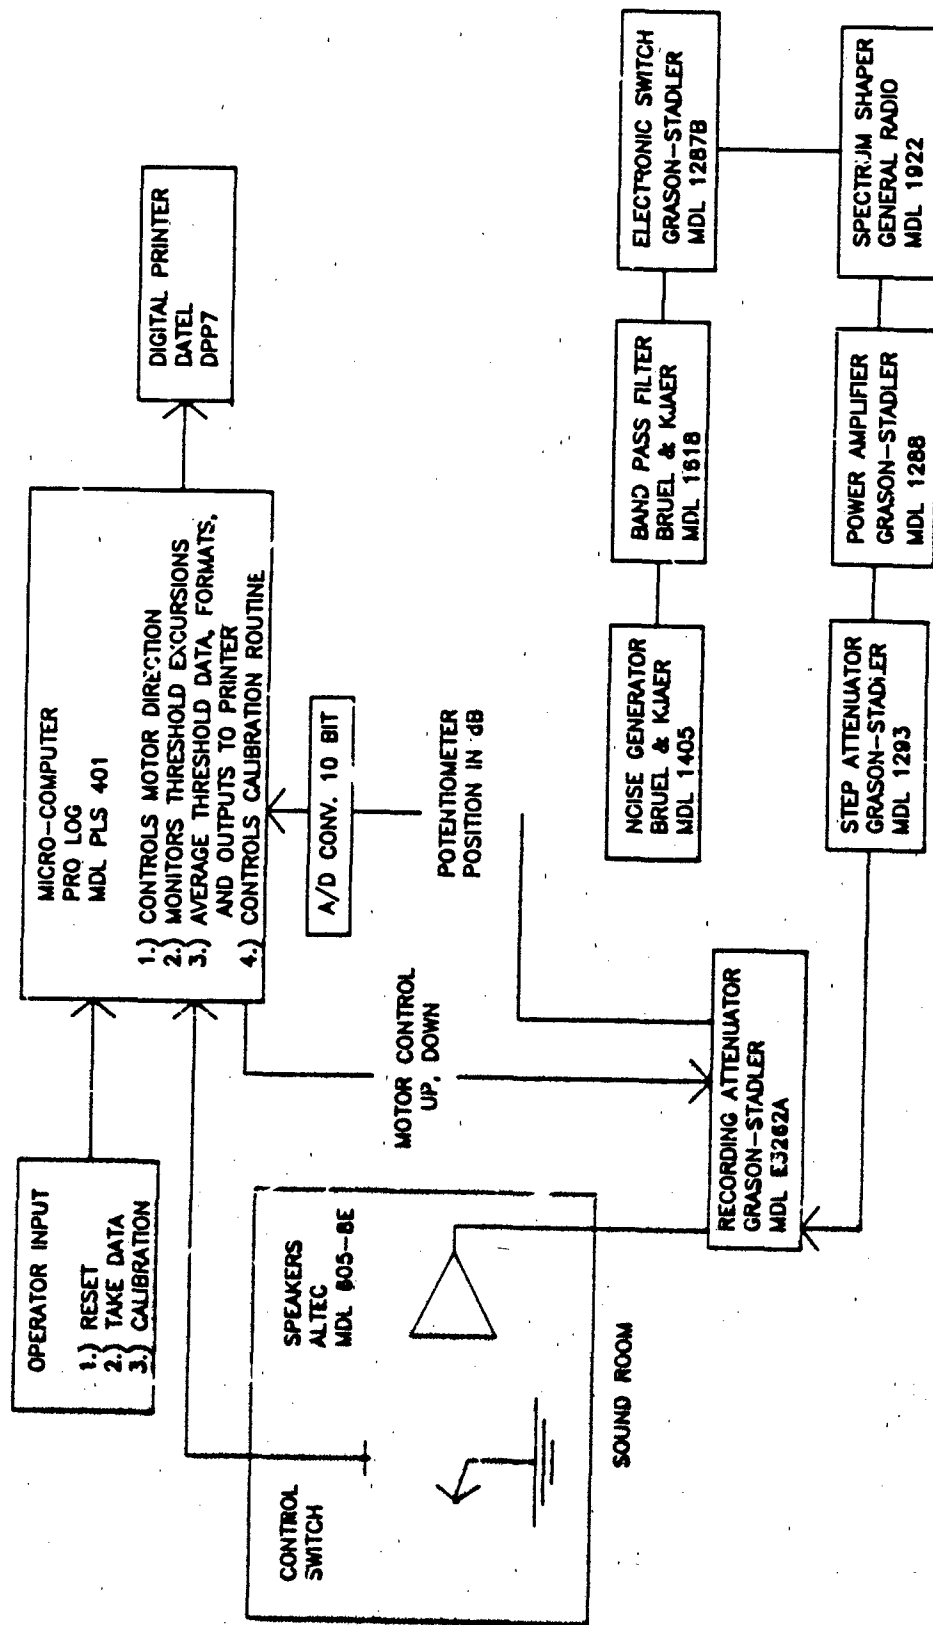 OPERATOR INPUT
1.) RESET
2.) TAKE DATA
3.) CALIBRATION
MICRO-COMPUTER
PRO LOG
MDL PLS 401
1.) CONTROLS MOTOR DIRECTION
2.) MONITORS THRESHOLD EXCURSIONS
3.) AVERAGE THRESHOLD DATA, FORMATS,
AND OUTPUTS TO PRINTER
4.) CONTROLS CALIBRATION ROUTINE
DIGITAL PRINTER
DATEL
DPP7
A/D CONV. 10 BIT
MOTOR CONTROL
UP, DOWN
POTENTIOMETER
POSITION IN dB
CONTROL
SWITCH
SPEAKERS
ALTEC
MDL 605-8E
SOUND ROOM
NOISE GENERATOR
BRUEL & KJAER
MDL 1405
BAND PASS FILTER
BRUEL & KJAER
MDL 1618
ELECTRONIC SWITCH
GRASON-STADLER
MDL 1287B
RECORDING ATTENUATOR
GRASON-STADLER
MDL E3262A
STEP ATTENUATOR
GRASON-STADLER
MDL 1293
POWER AMPLIFIER
GRASON-STADLER
MDL 1288
SPECTRUM SHAPER
GENERAL RADIO
MDL 1922